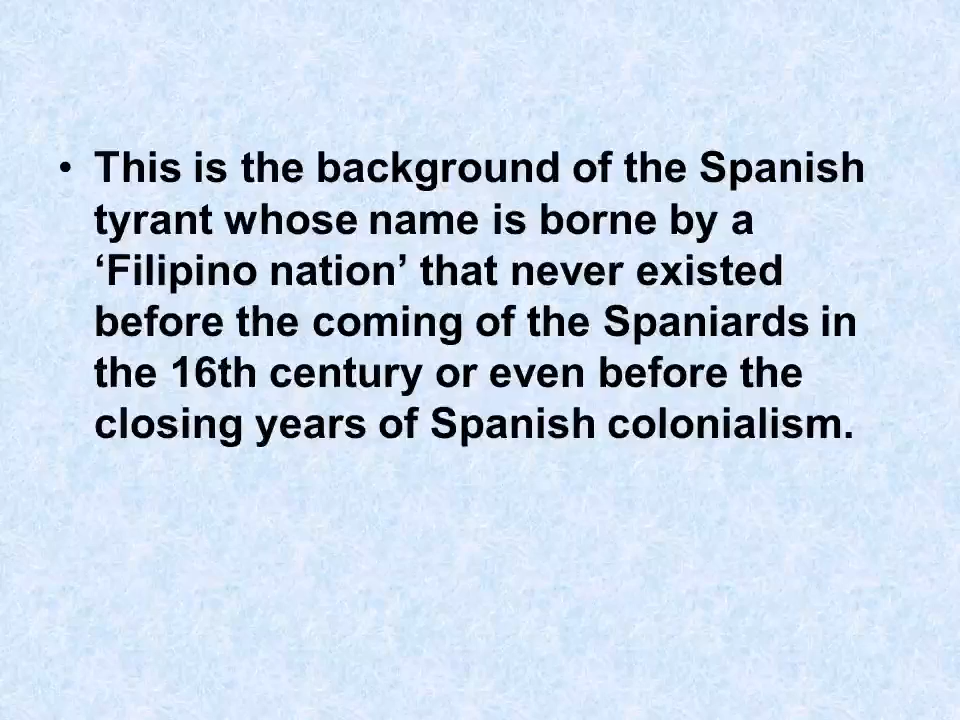 • This is the background of the Spanish
tyrant whose name is borne by a
‘Filipino nation’ that never existed
before the coming of the Spaniards in
the 16th century or even before the
closing years of Spanish colonialism.